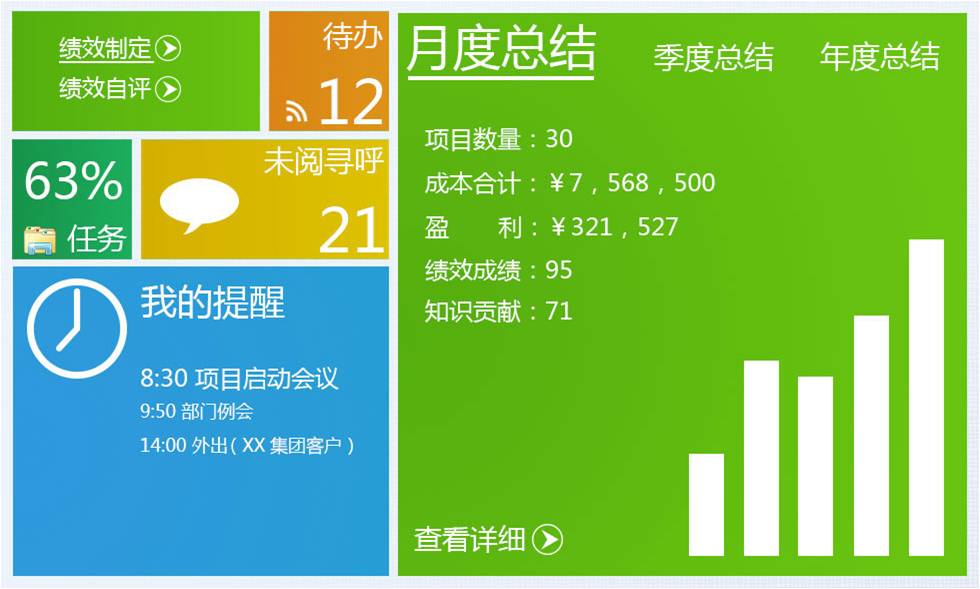 绩效制定
绩效自评
待办
12
63%
任务
未阅寻呼
21
我的提醒
8:30 项目启动会议
9:50 部门例会
14:00 外出( XX 集团客户 )
月度总结 季度总结 年度总结
项目数量：30
成本合计：￥7，568，500
盈 利：￥321，527
绩效成绩：95
知识贡献：71
查看详细